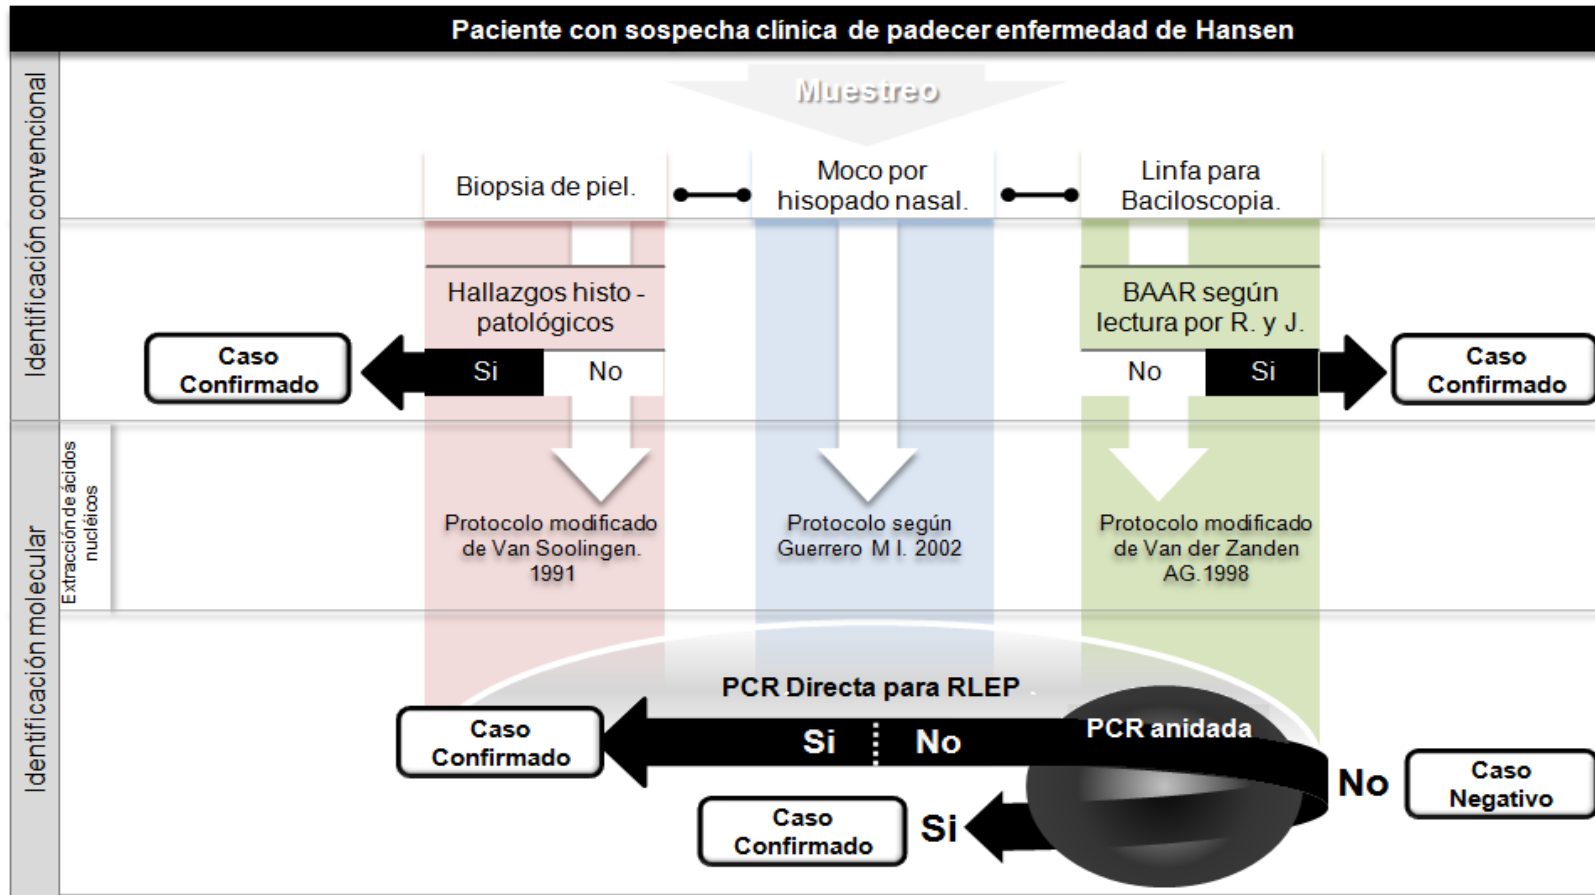 Paciente con sospecha clínica de padecer enfermedad de Hansen
Identificación convencional
Muestreo
Biopsia de piel.
Moco por
hisopado nasal.
Linfa para
Baciloscopia.
Hallazgos histo -
patológicos
Si
No
Caso
Confirmado
BAAR según
lectura por R. y J.
No
Si
Caso
Confirmado
Identificación molecular
Extracción de ácidos
nucléicos
Protocolo modificado
de Van Soolingen.
1991
Protocolo según
Guerrero M I. 2002
Protocolo modificado
de Van der Zanden
AG.1998
PCR Directa para RLEP .
Caso
Confirmado
Si
No
PCR anidada
No
Caso
Negativo
Caso
Confirmado
Si